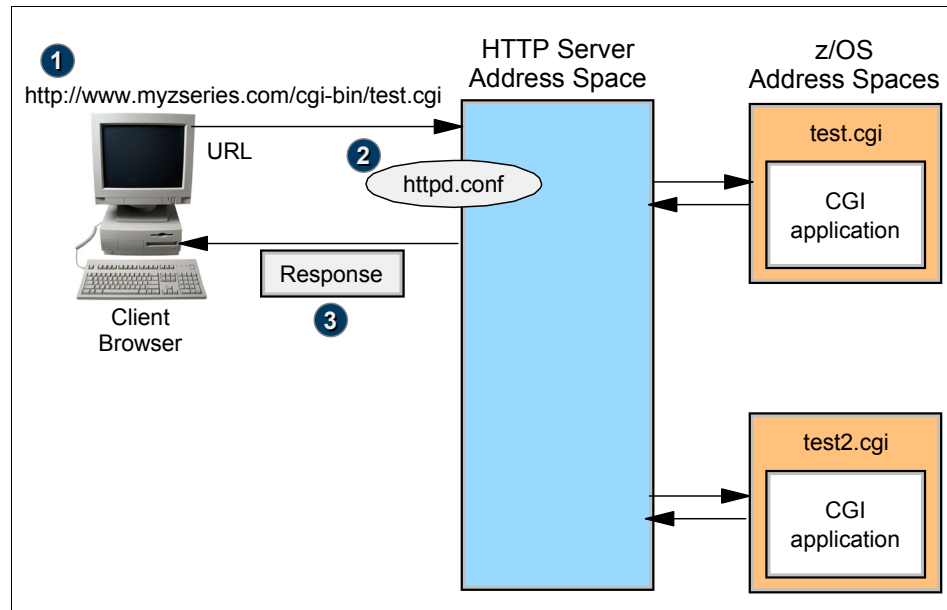 1
http://www.myzseries.com/cgi-bin/test.cgi
HTTP Server
Address Space
z/OS
Address Spaces
URL
2
httpd.conf
test.cgi
CGI
application
Response
3
Client
Browser
test2.cgi
CGI
application